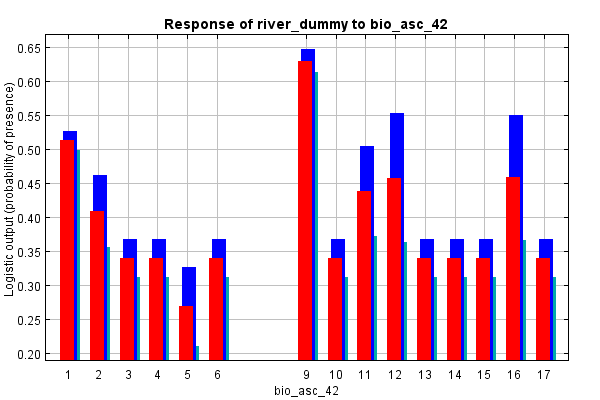 Response of river_dummy to bio_asc_42
Logistic output (probability of presence)
0.65
0.60
0.55
0.50
0.45
0.40
0.35
0.30
0.25
0.20
1 2 3 4 5 6 9 10 11 12 13 14 15 16 17
bio_asc_42